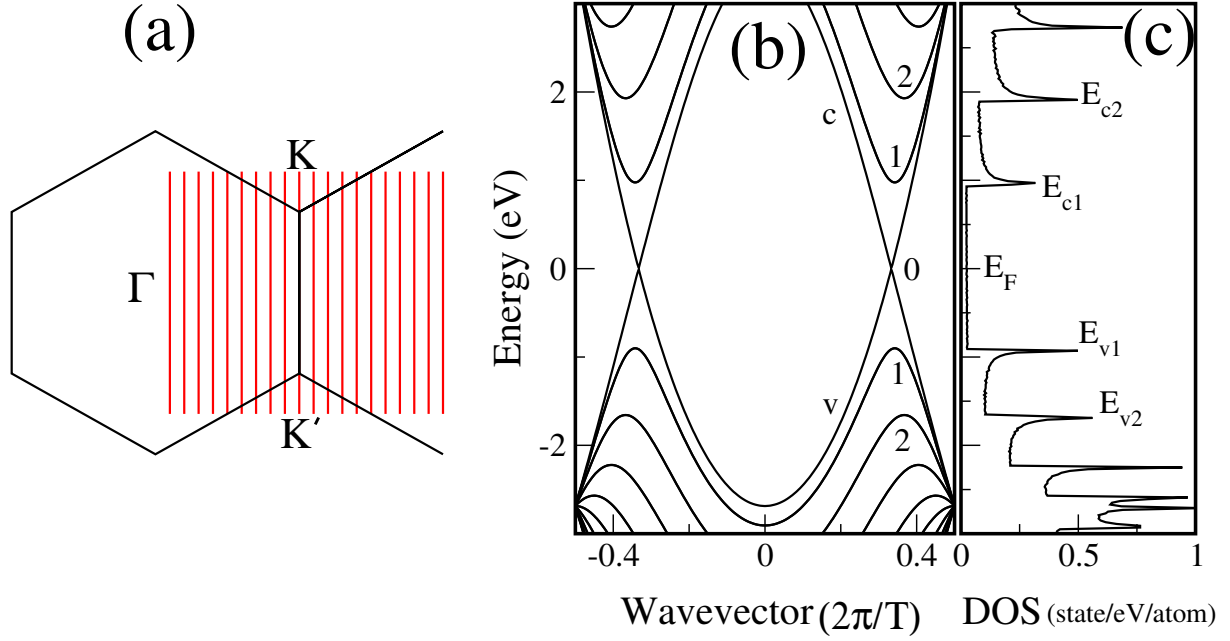 (a)
K
Γ
K′
(b)
2
c
1
0
1
v
2
Energy (eV)
2
0
-2
-0.4
0
0.4
Wavevector (2π/T)
(c)
E_c2
E_c1
E_F
E_v1
E_v2
0
0.5
1
DOS (state/eV/atom)